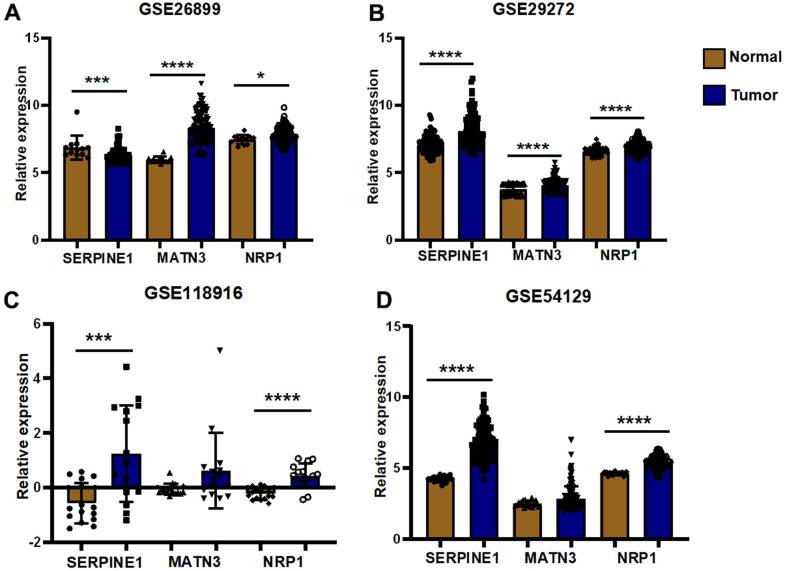 A GSE26899
Relative expression
15
10
5
0
***
****
*
SERPINE1 MATN3 NRP1
B GSE29272
Relative expression
15
10
5
0
****
****
****
SERPINE1 MATN3 NRP1
Normal
Tumor
C GSE118916
Relative expression
6
4
2
0
-2
***
****
SERPINE1 MATN3 NRP1
D GSE54129
Relative expression
15
10
5
0
****
****
SERPINE1 MATN3 NRP1